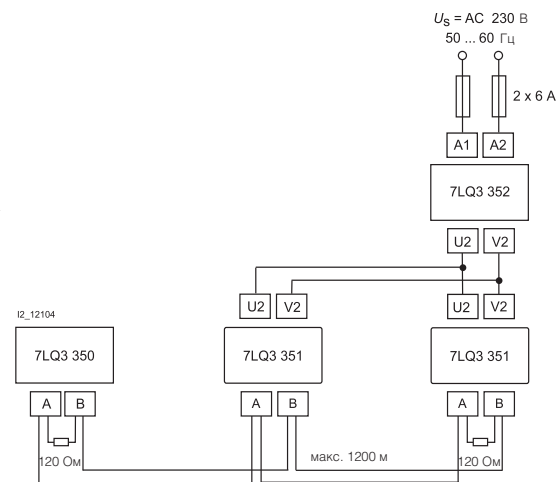 Us = AC 230 В
50 ... 60 Гц
2 x 6 A
A1 A2
7LQ3 352
U2 V2
U2 V2 U2 V2
I2_12104
7LQ3 350 7LQ3 351 7LQ3 351
A B A B A B
120 Ом макс. 1200 м 120 Ом